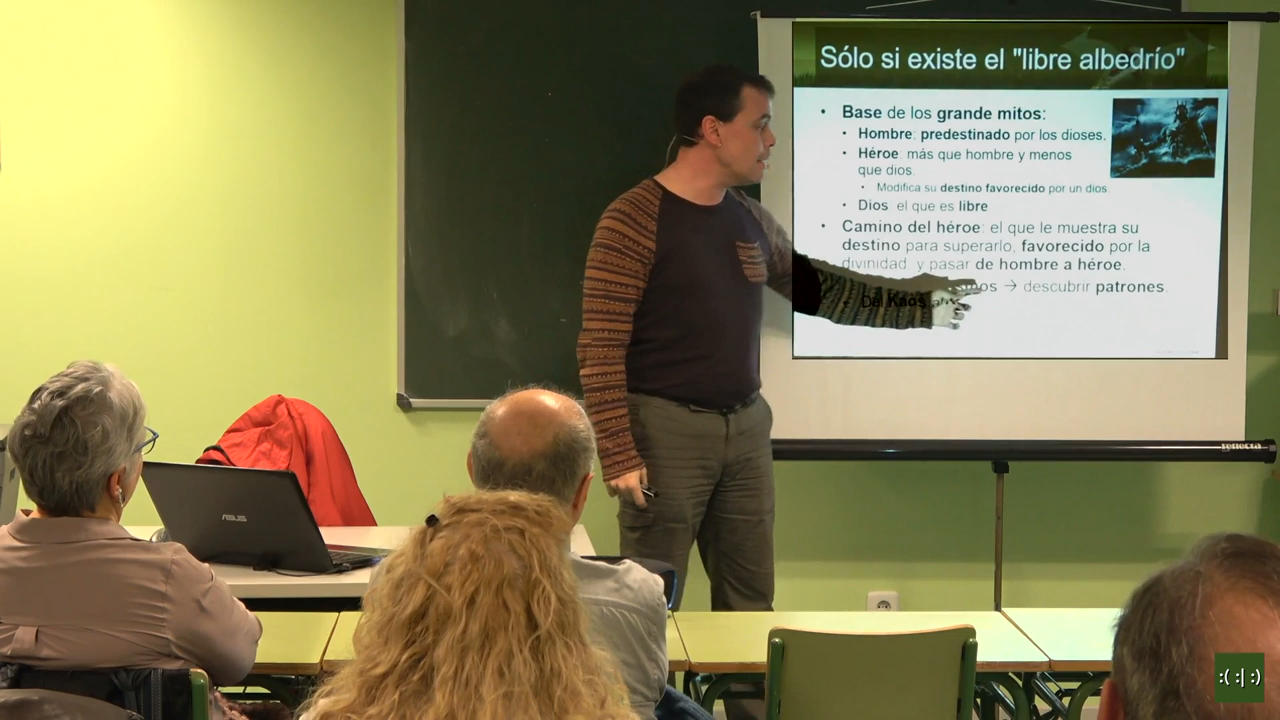 Sólo si existe el "libre albedrío"
• Base de los grande mitos:
• Hombre: predestinado por los dioses.
• Héroe: más que hombre y menos
que dios.
• Modifica su destino favorecido por un dios.
• Dios el que es libre
• Camino del héroe: el que le muestra su
destino para superarlo, favorecido por la
divinidad y pasar de hombre a héroe.
→ descubrir patrones.
Del Kaos
reflecta
ASUS
:( :| :)